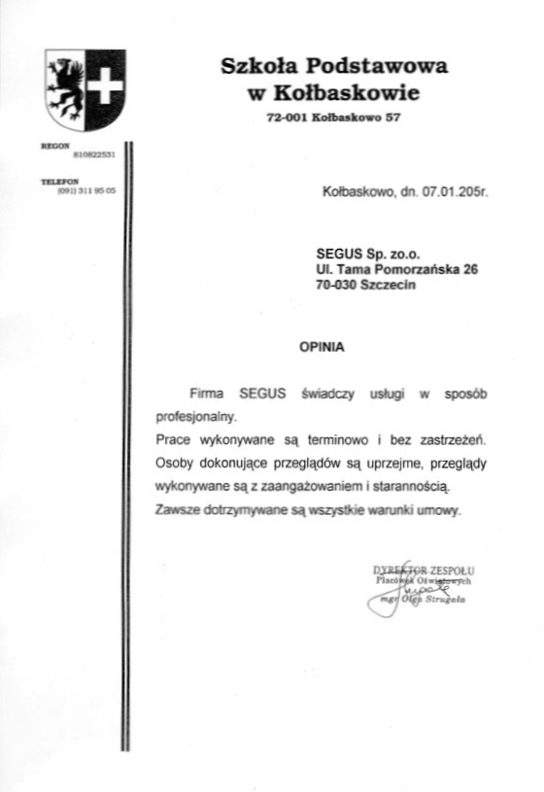 Szkoła Podstawowa
w Kołbaskowie
72-001 Kołbaskowo 57
REGON
810822531
TELEFON
(091) 311 95 05
Kołbaskowo, dn. 07.01.205r.
SEGUS Sp. zo.o.
Ul. Tama Pomorzańska 26
70-030 Szczecin
OPINIA
Firma SEGUS świadczy usługi w sposób
profesjonalny.
Prace wykonywane są terminowo i bez zastrzeżeń.
Osoby dokonujące przeglądów są uprzejme, przeglądy
wykonywane są z zaangażowaniem i starannością.
Zawsze dotrzymywane są wszystkie warunki umowy.
DYREKTOR ZESPOŁU
Placówek Oświatowych
mgr Olga Strugała